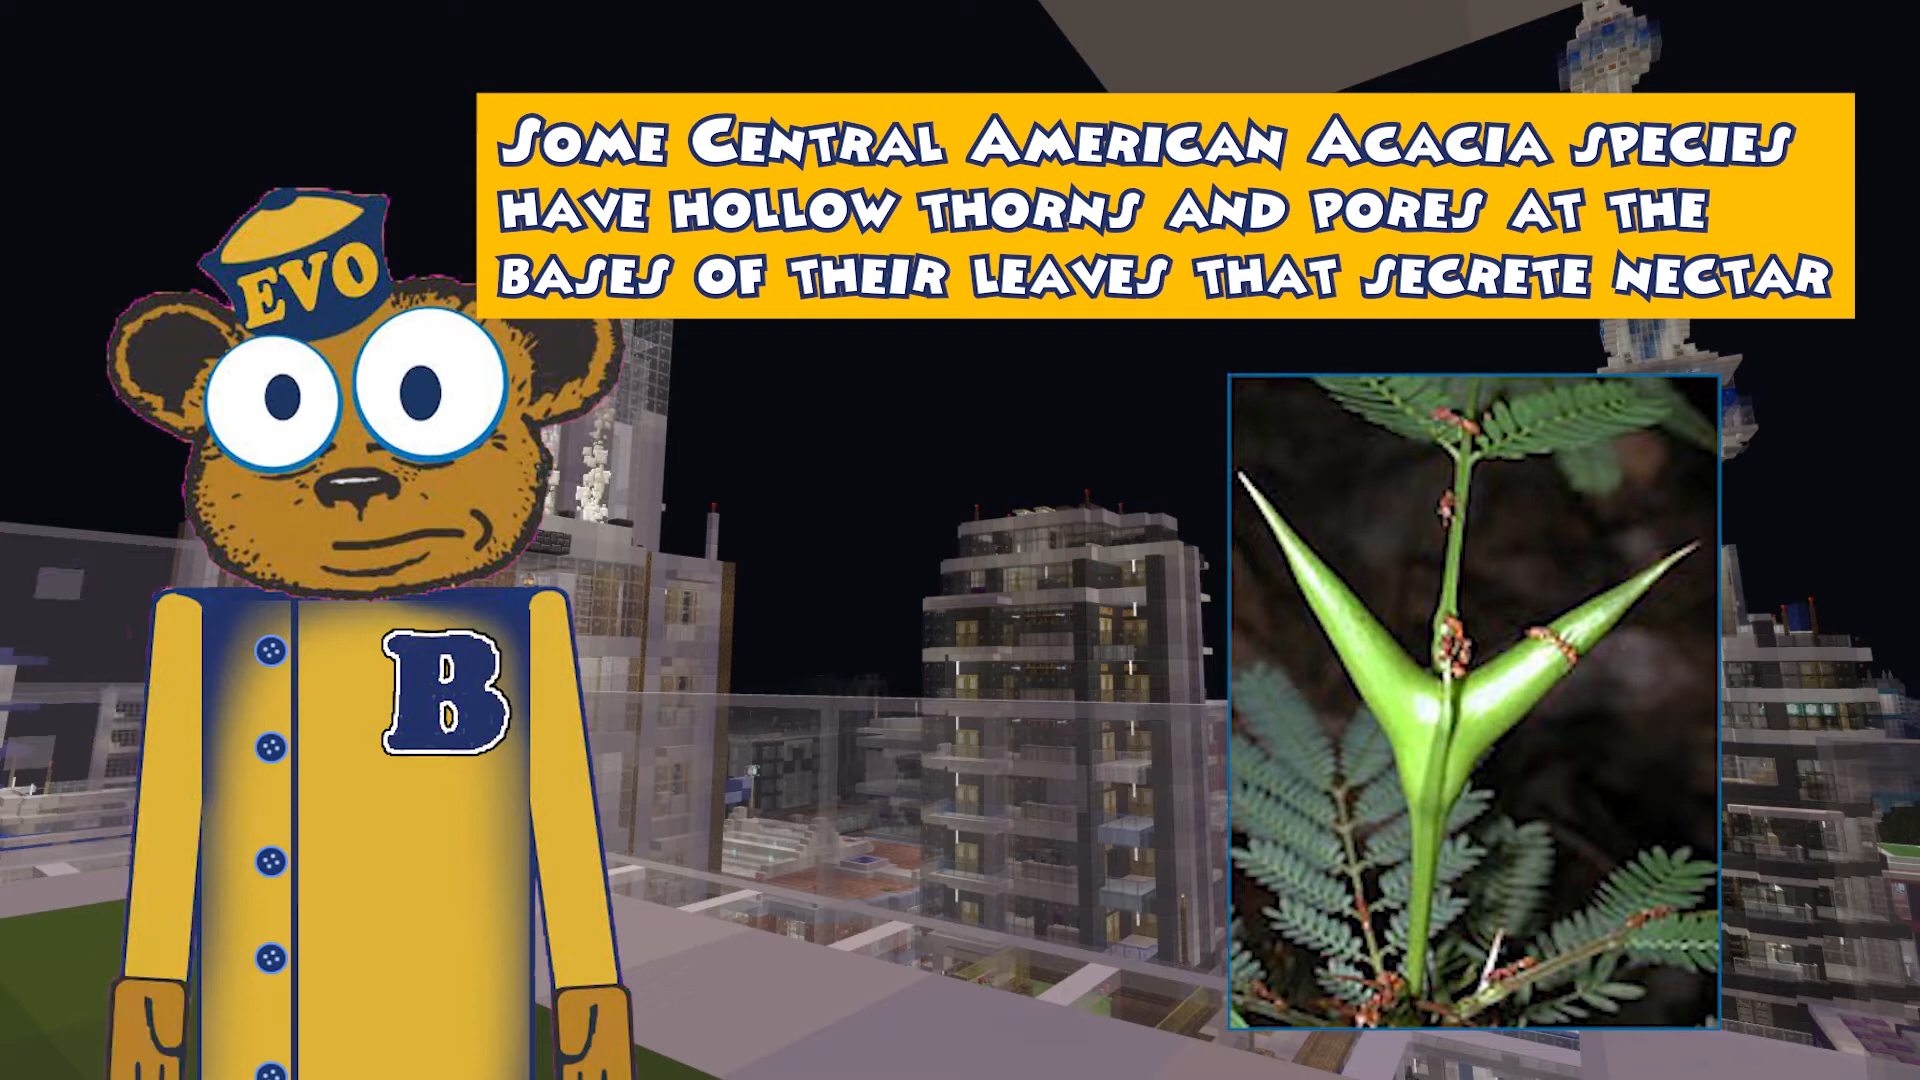 Some Central American Acacia species
have hollow thorns and pores at the
bases of their leaves that secrete nectar
EVO
B